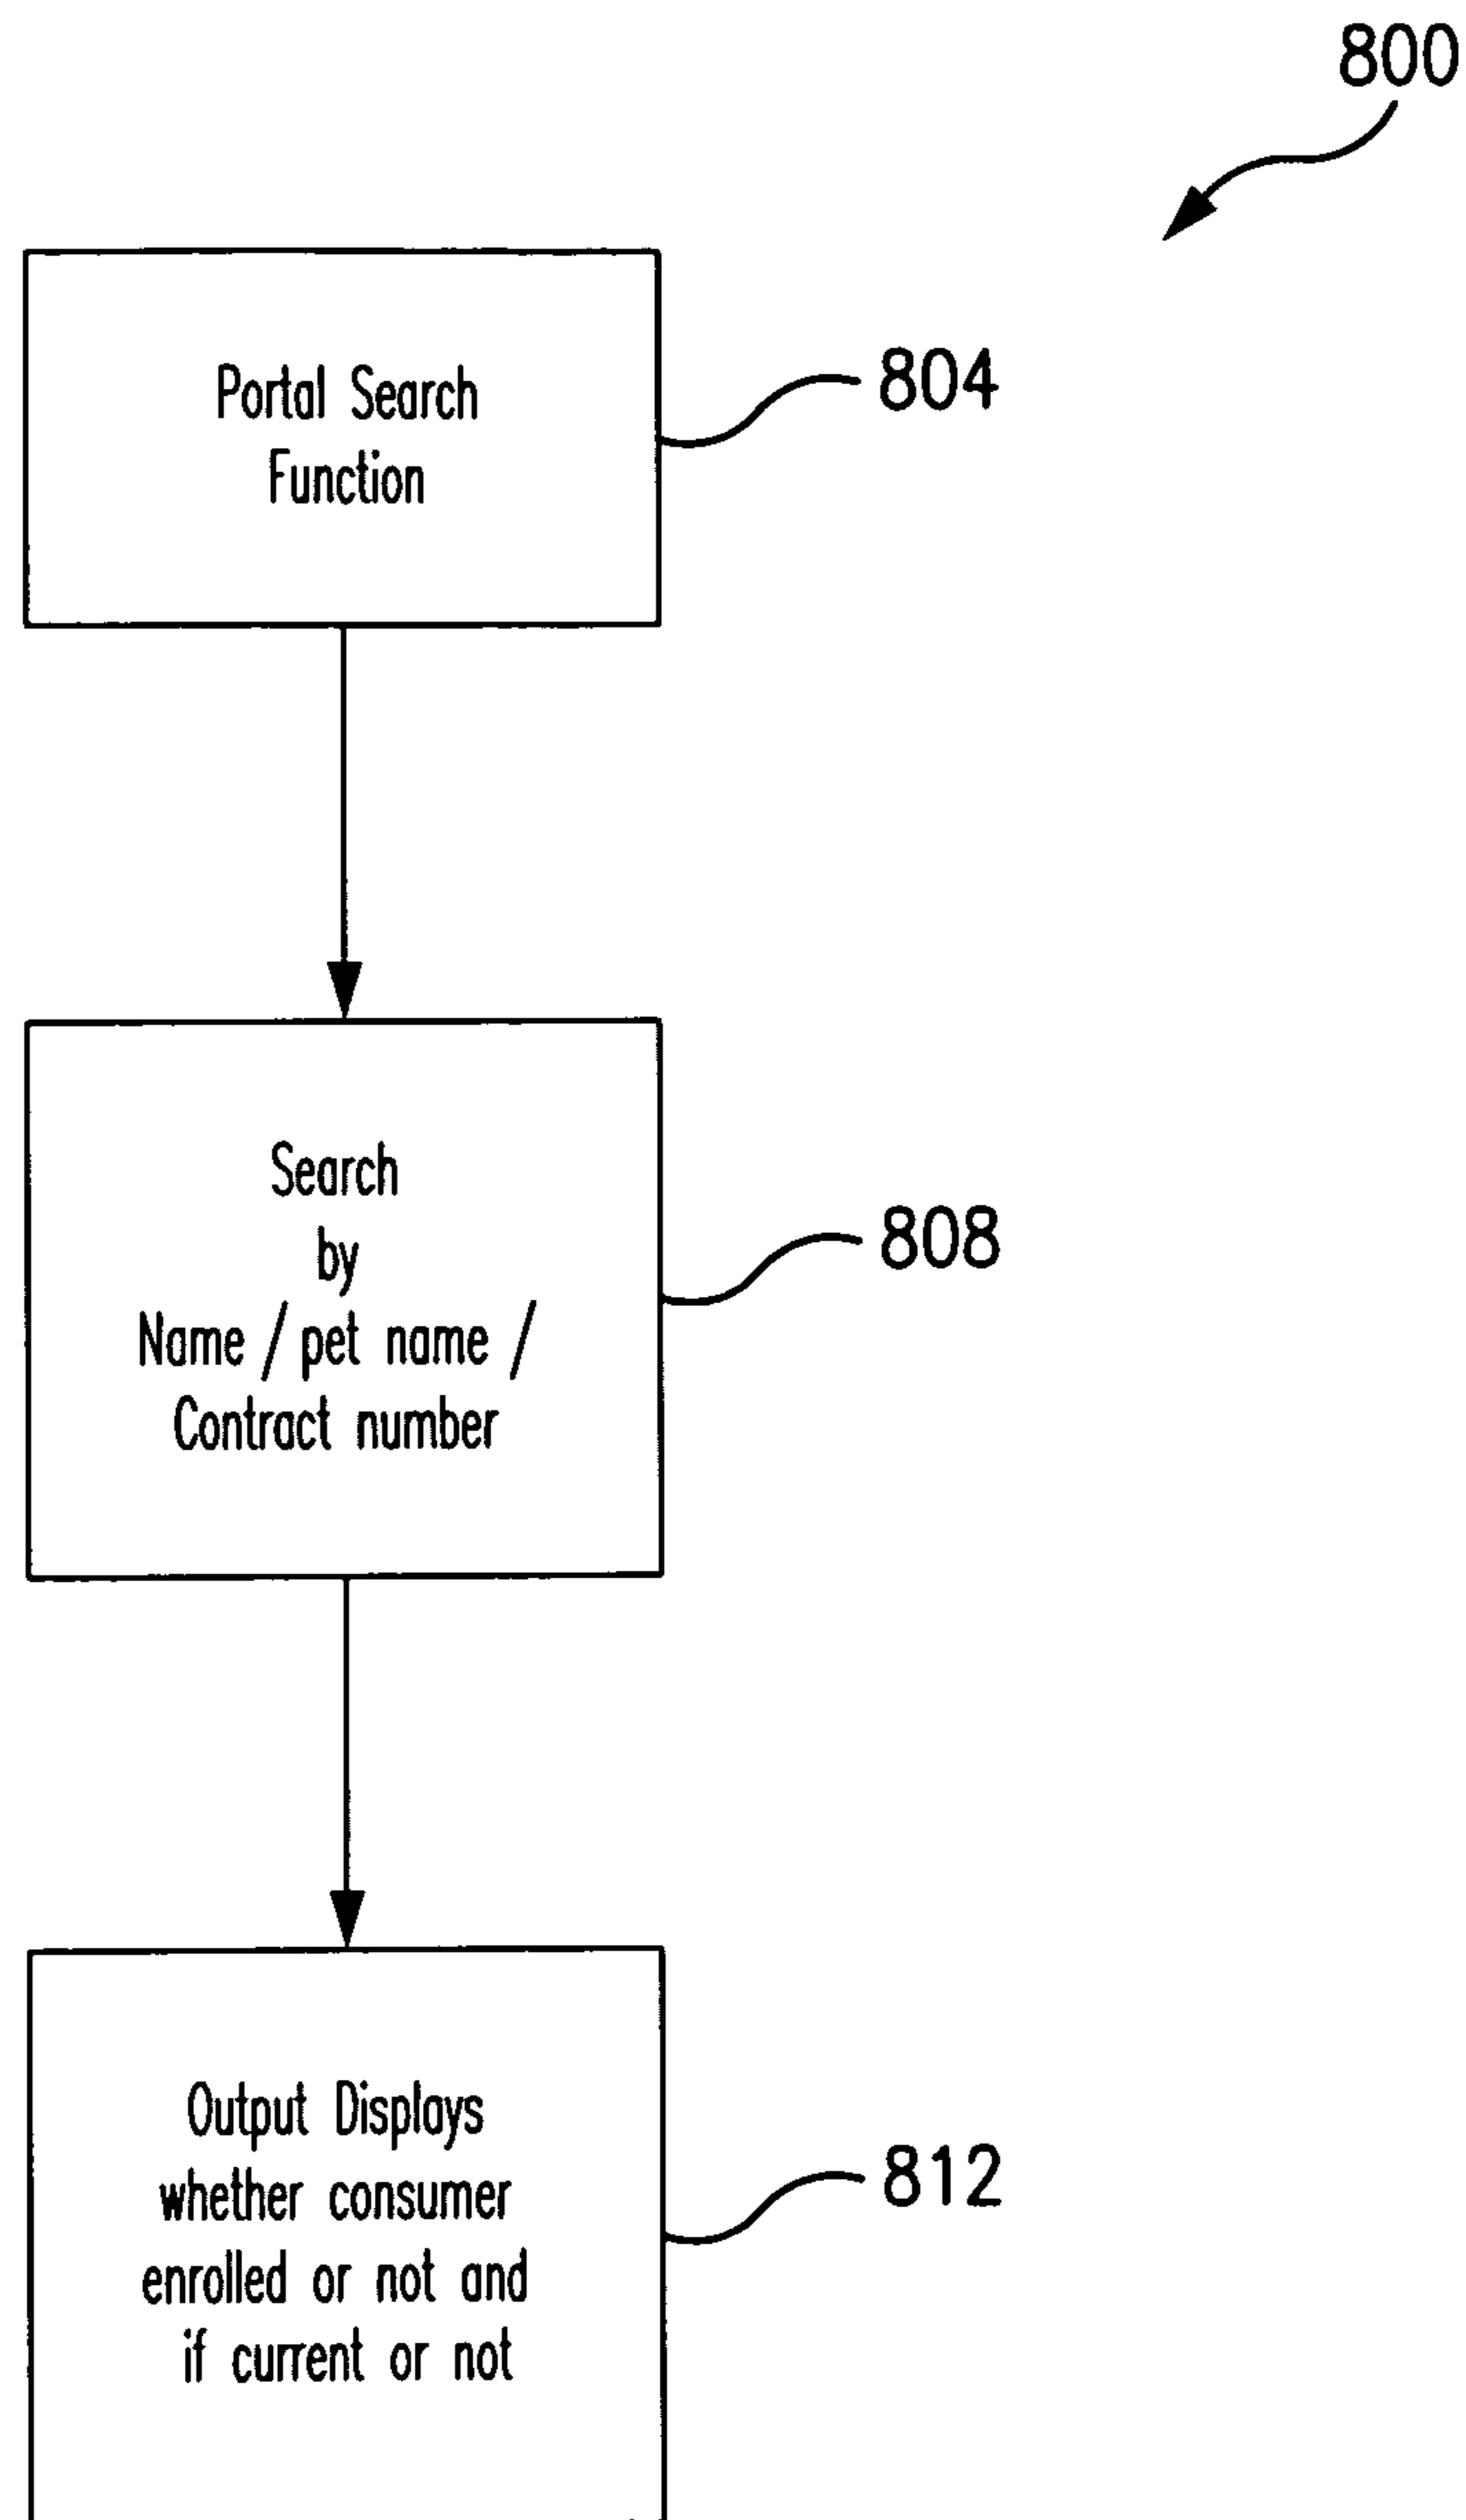 800
Portal Search
Function
804
Search
by
Name / pet name /
Contract number
808
Output Displays
whether consumer
enrolled or not and
if current or not
812